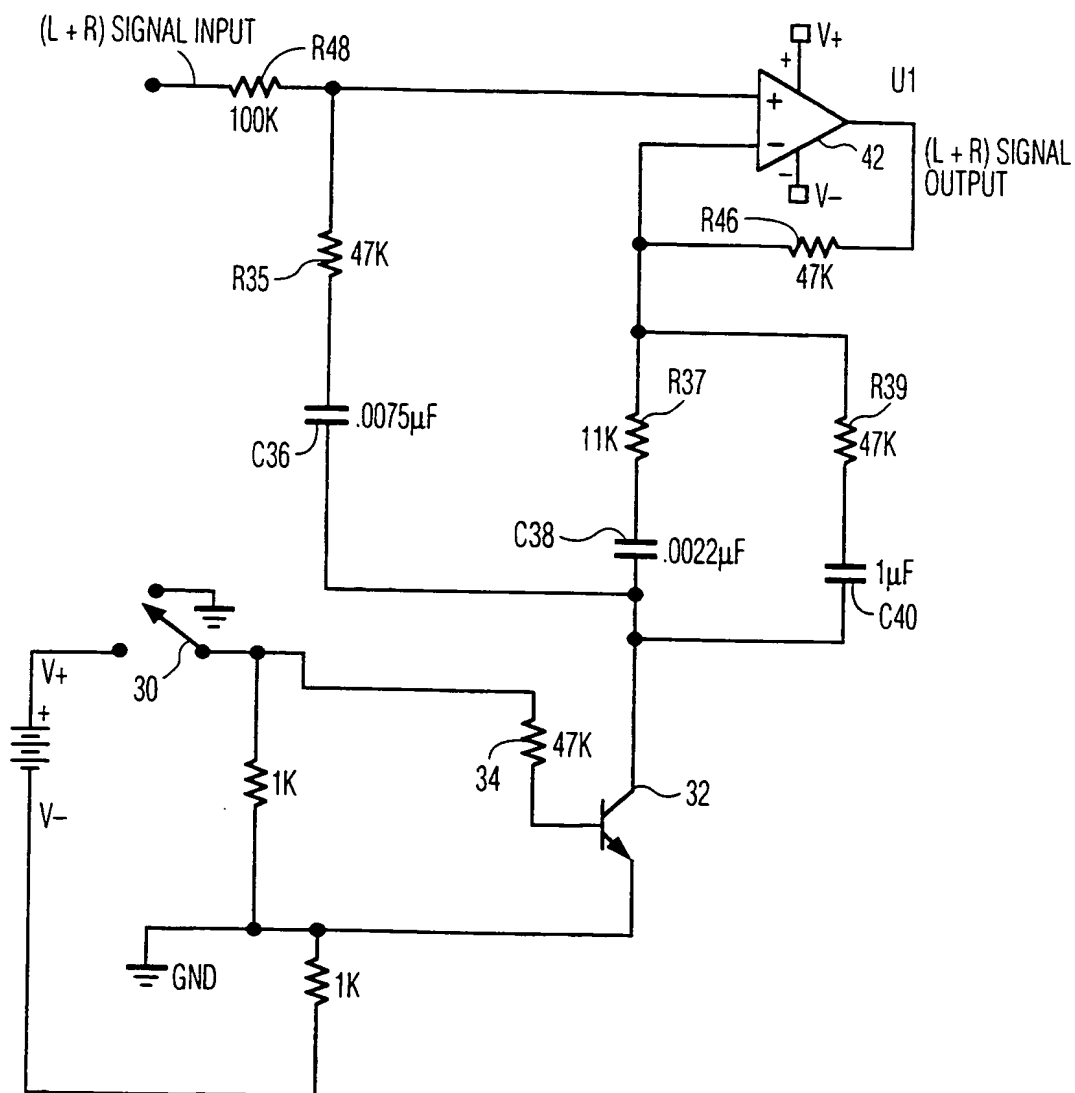 (L + R) SIGNAL INPUT
R48
100K
V+
+
U1
+
−
42
−
V−
(L + R) SIGNAL
OUTPUT
R46
47K
47K
R35
.0075µF
C36
R37
11K
R39
47K
C38
.0022µF
1µF
C40
30
V+
+
V−
1K
34
47K
32
GND
1K